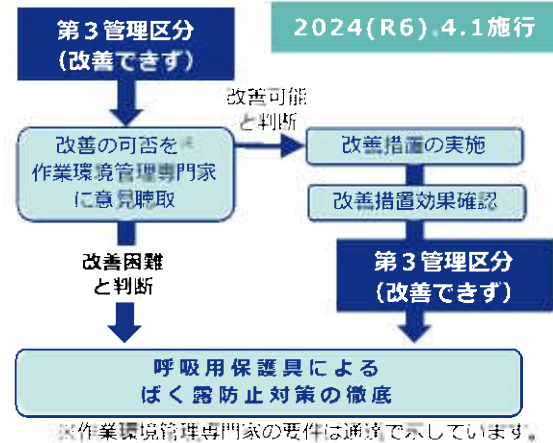 2024(R6).4.1施行
第3管理区分
(改善できず)
改善可能
と判断
改善の可否を※
作業環境管理専門家
に意見聴取
改善措置の実施
改善措置効果確認
改善困難
と判断
第3管理区分
(改善できず)
呼吸用保護具による
ばく露防止対策の徹底
※作業環境管理専門家の要件は通達で示しています。